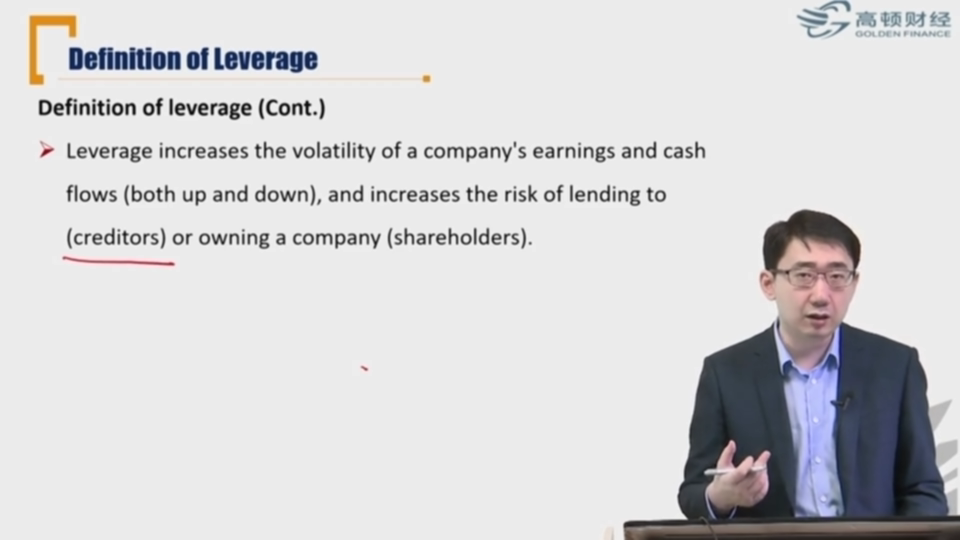 高顿财经
GOLDEN FINANCE
Definition of Leverage
Definition of leverage (Cont.)
Leverage increases the volatility of a company's earnings and cash
flows (both up and down), and increases the risk of lending to
(creditors) or owning a company (shareholders).